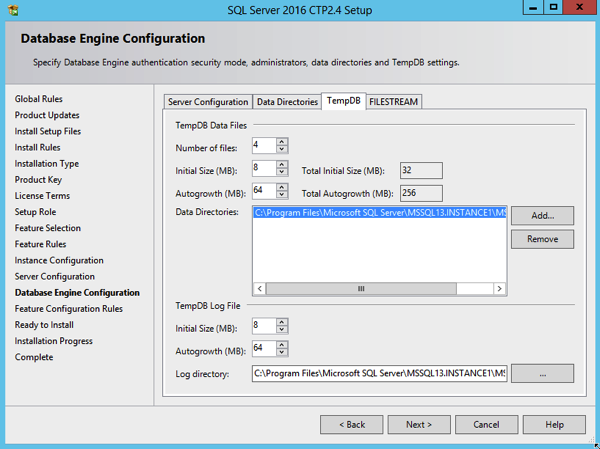 SQL Server 2016 CTP2.4 Setup
Database Engine Configuration
Specify Database Engine authentication security mode, administrators, data directories and TempDB settings.
Global Rules
Product Updates
Install Setup Files
Install Rules
Installation Type
Product Key
License Terms
Setup Role
Feature Selection
Feature Rules
Instance Configuration
Server Configuration
Database Engine Configuration
Feature Configuration Rules
Ready to Install
Installation Progress
Complete
Server Configuration Data Directories TempDB FILESTREAM
TempDB Data Files
Number of files: 4
Initial Size (MB): 8 Total Initial Size (MB): 32
Autogrowth (MB): 64 Total Autogrowth (MB): 256
Data Directories: C:\Program Files\Microsoft SQL Server\MSSQL13.INSTANCE1\MS Add...
Remove
TempDB Log File
Initial Size (MB): 8
Autogrowth (MB): 64
Log directory: C:\Program Files\Microsoft SQL Server\MSSQL13.INSTANCE1\MS ...
< Back Next > Cancel Help